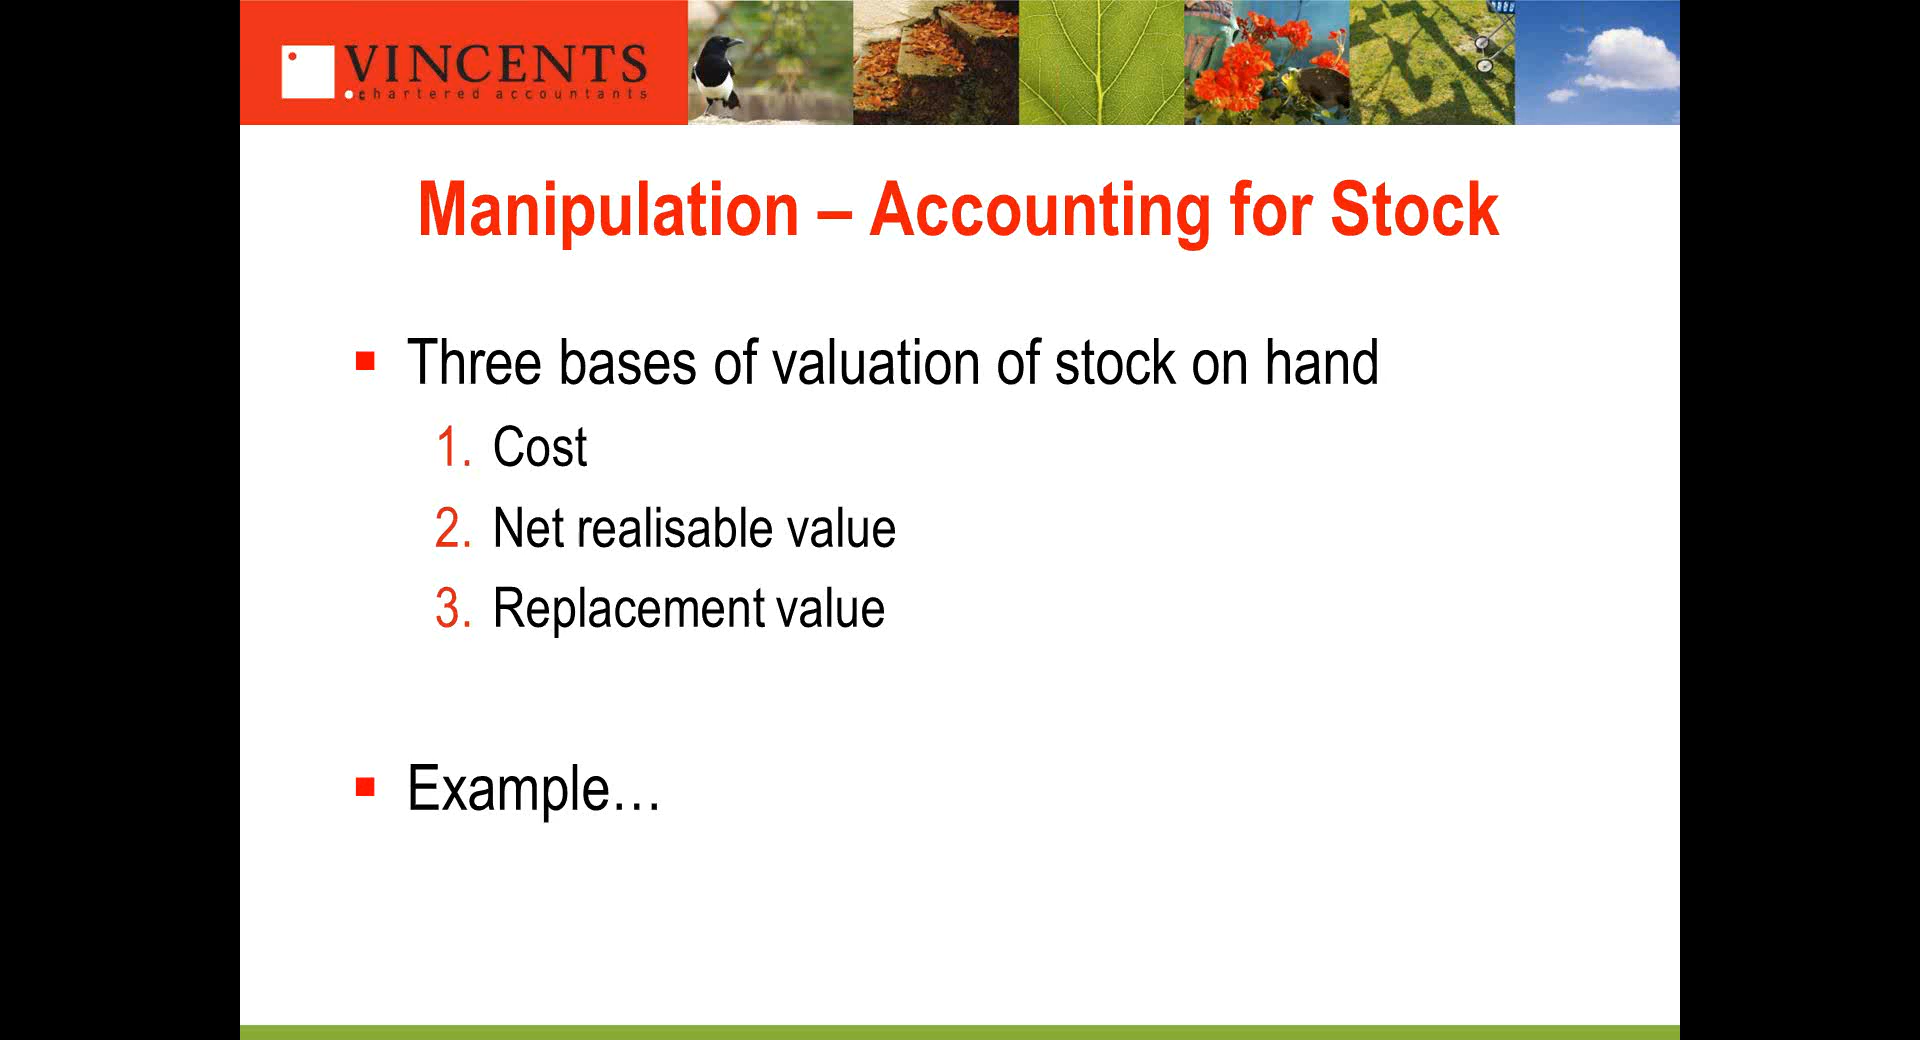 VINCENTS
chartered accountants
Manipulation – Accounting for Stock
Three bases of valuation of stock on hand
1. Cost
2. Net realisable value
3. Replacement value
Example…